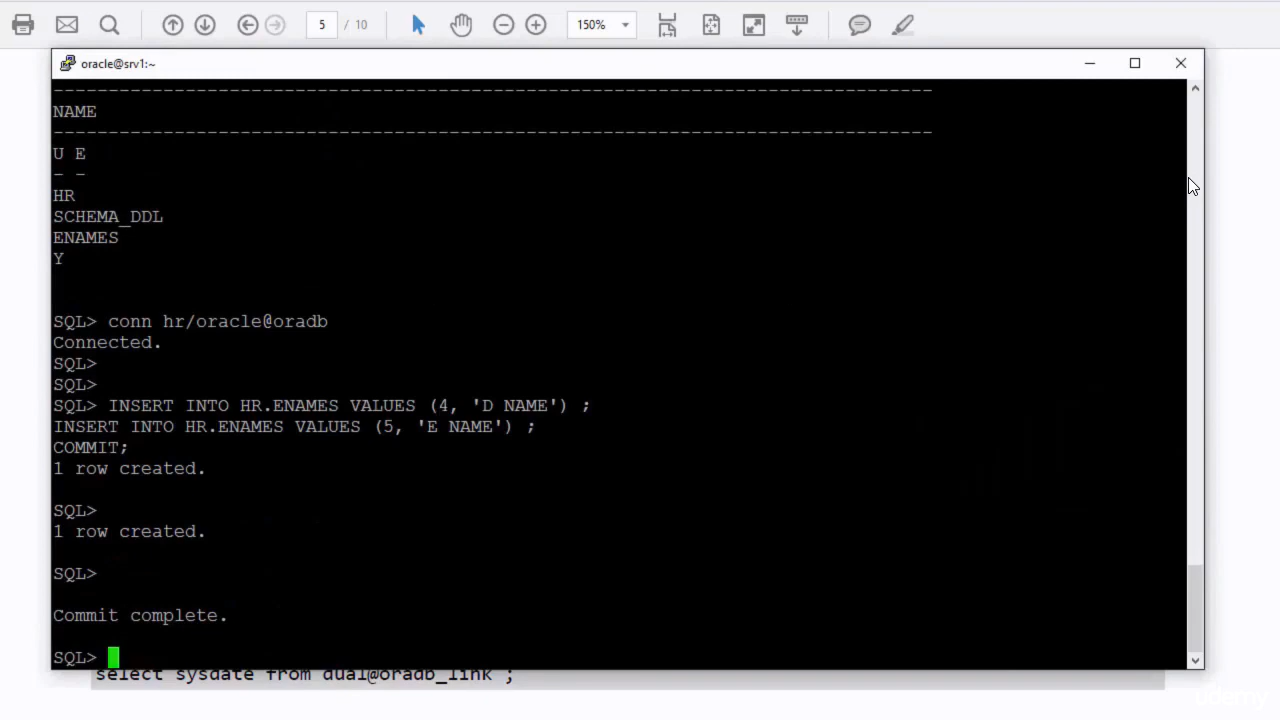 5 / 10
150%
oracle@srv1:~
--------------------------------------------------------------------------------
NAME
--------------------------------------------------------------------------------
U E
- -
HR
SCHEMA_DDL
ENAMES
Y
SQL> conn hr/oracle@oradb
Connected.
SQL>
SQL>
SQL> INSERT INTO HR.ENAMES VALUES (4, 'D NAME') ;
INSERT INTO HR.ENAMES VALUES (5, 'E NAME') ;
COMMIT;
1 row created.
SQL>
1 row created.
SQL>
Commit complete.
SQL>
select sysdate from dual@oradb_link ;
udemy